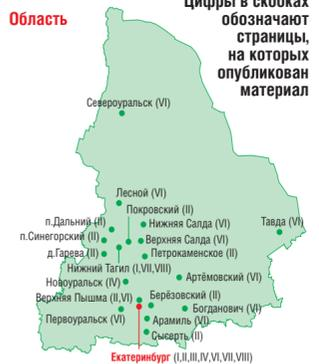 Область
Цифры в скобках
обозначают
страницы,
на которых
опубликован
материал
Североуральск (VI)
Лесной (VI)
Покровский (II)
п.Дальний (II)
Нижняя Салда (VI)
Тавда (VI)
п.Синегорский (II)
Верхняя Салда (VI)
д.Гарева (II)
Петрокаменское (II)
Нижний Тагил (I,VII,VIII)
Артёмовский (VI)
Новоуральск (IV)
Верхняя Пышма (II,VI)
Берёзовский (II)
Богданович (VI)
Первоуральск (VI)
Арамиль (VI)
Сысерть (II)
Екатеринбург (I,II,III,IV,VI,VII,VIII)